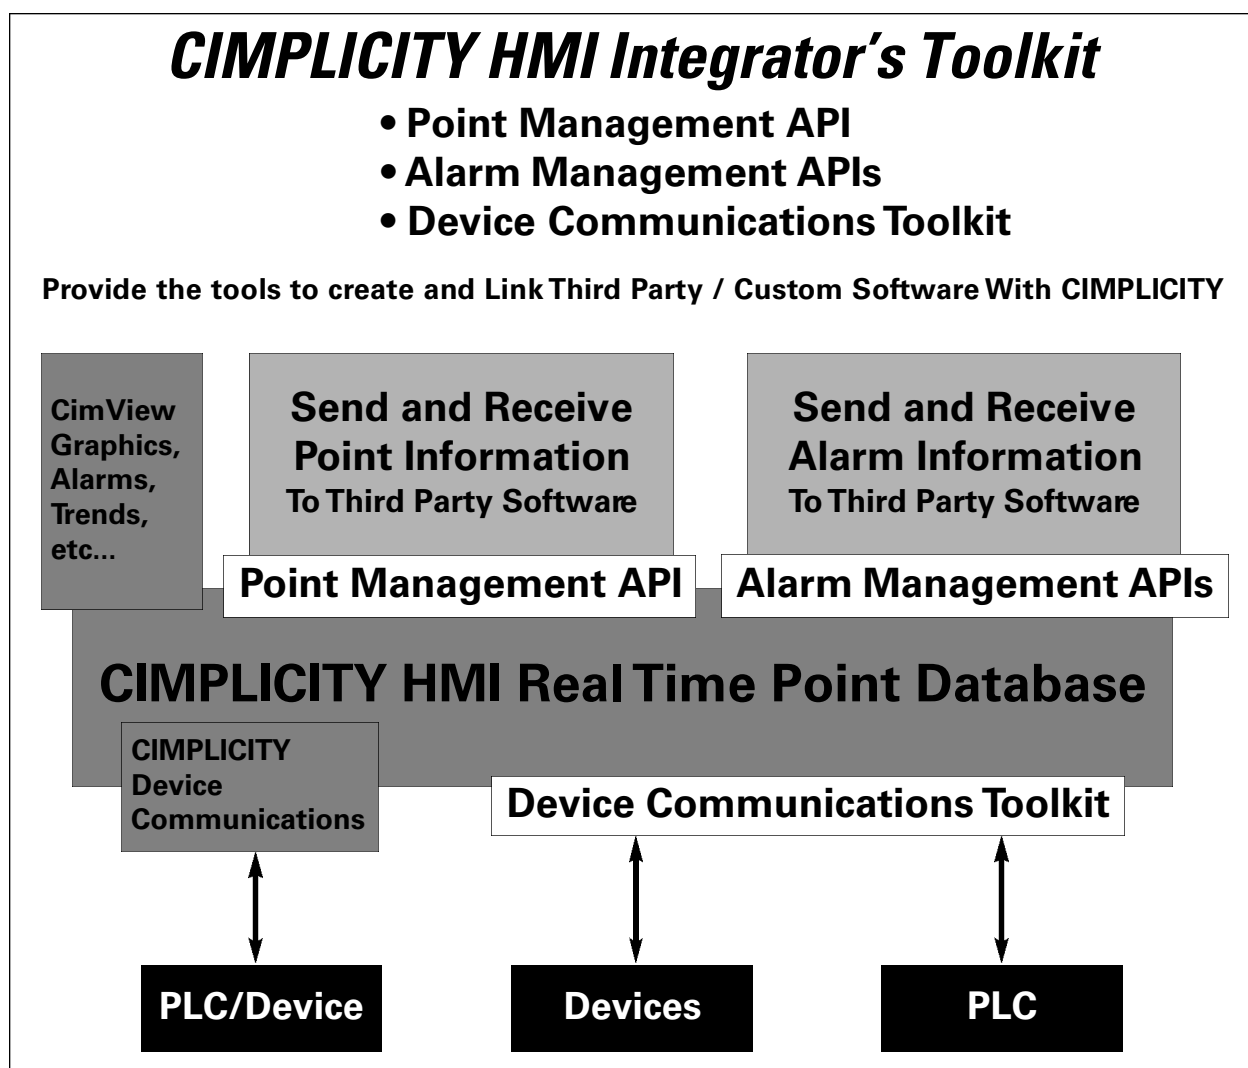 CIMPLICITY HMI Integrator's Toolkit
• Point Management API
• Alarm Management APIs
• Device Communications Toolkit
Provide the tools to create and Link Third Party / Custom Software With CIMPLICITY
CimView
Graphics,
Alarms,
Trends,
etc...
Send and Receive
Point Information
To Third Party Software
Send and Receive
Alarm Information
To Third Party Software
Point Management API
Alarm Management APIs
CIMPLICITY HMI Real Time Point Database
CIMPLICITY
Device
Communications
Device Communications Toolkit
PLC/Device
Devices
PLC